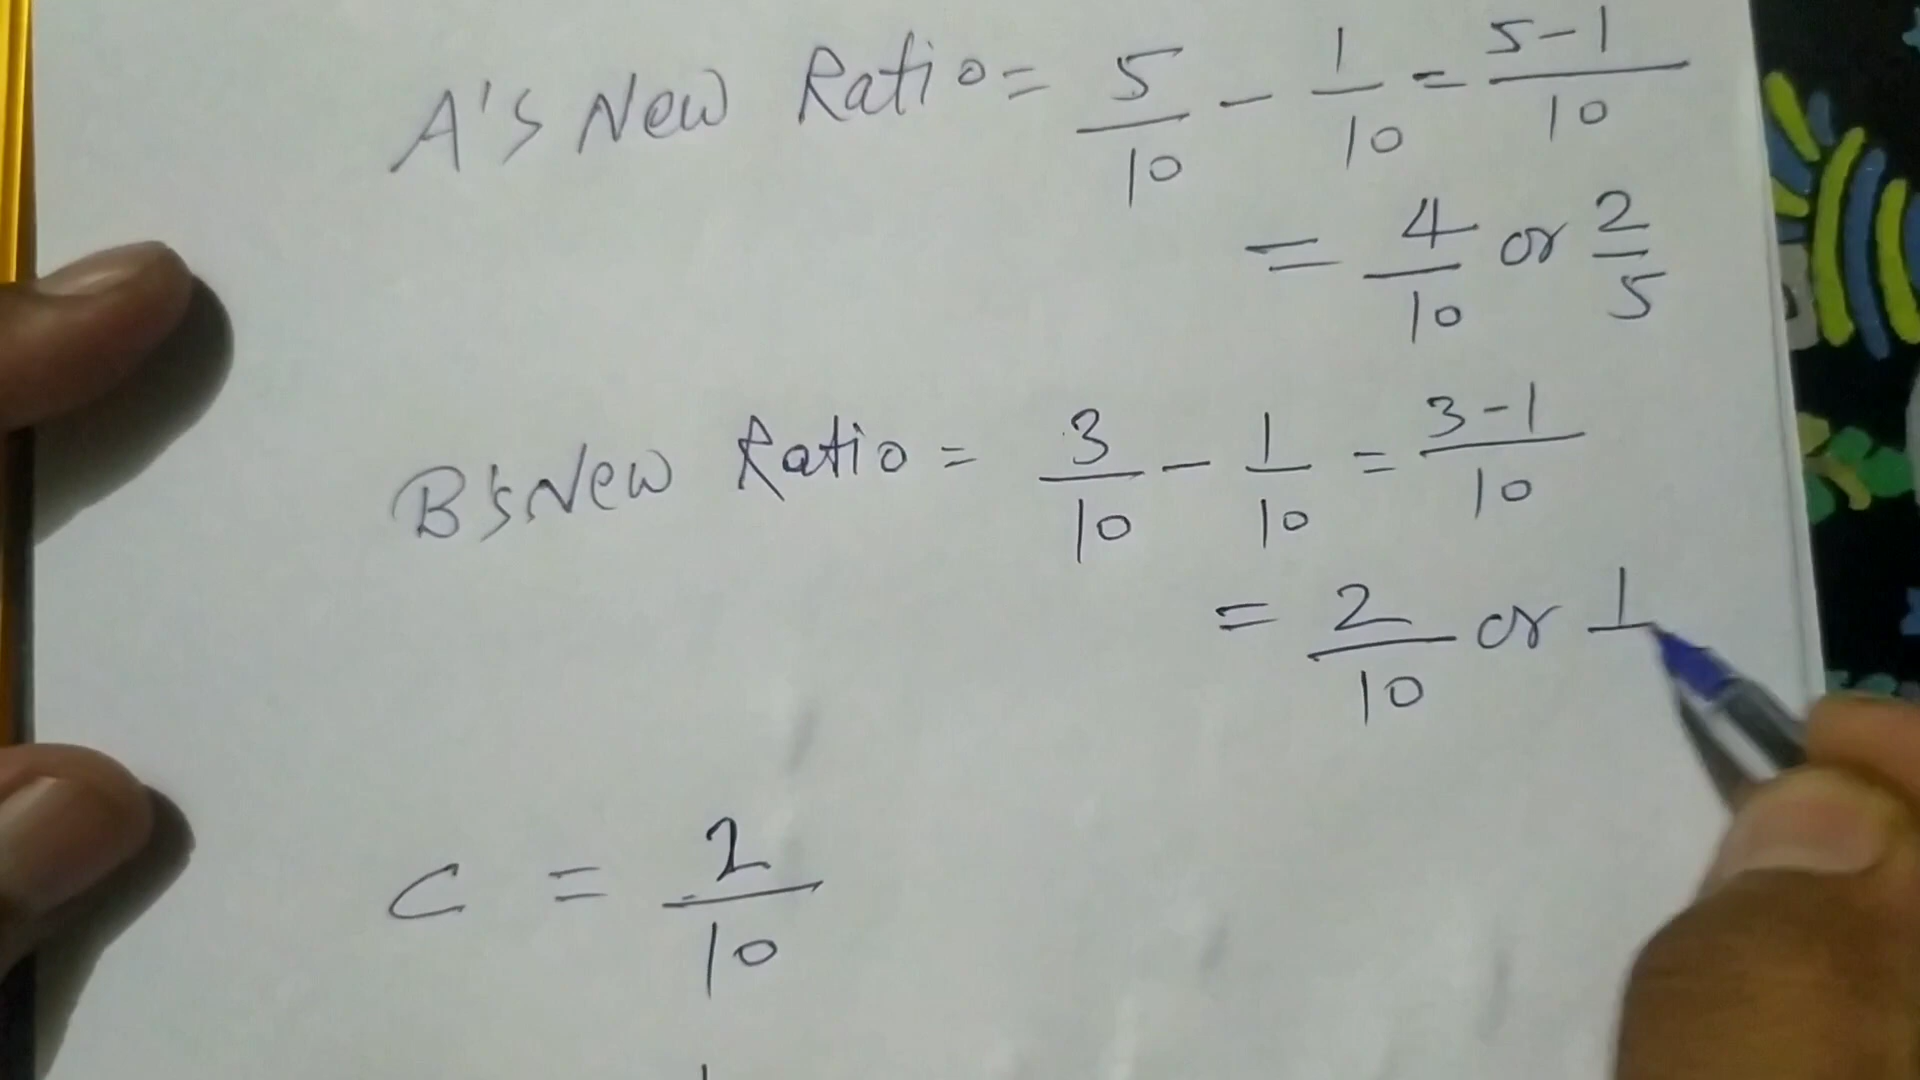 A's New Ratio = 5/10 - 1/10 = 5-1/10
= 4/10 or 2/5
B's New Ratio = 3/10 - 1/10 = 3-1/10
= 2/10 or 1
C = 2/10